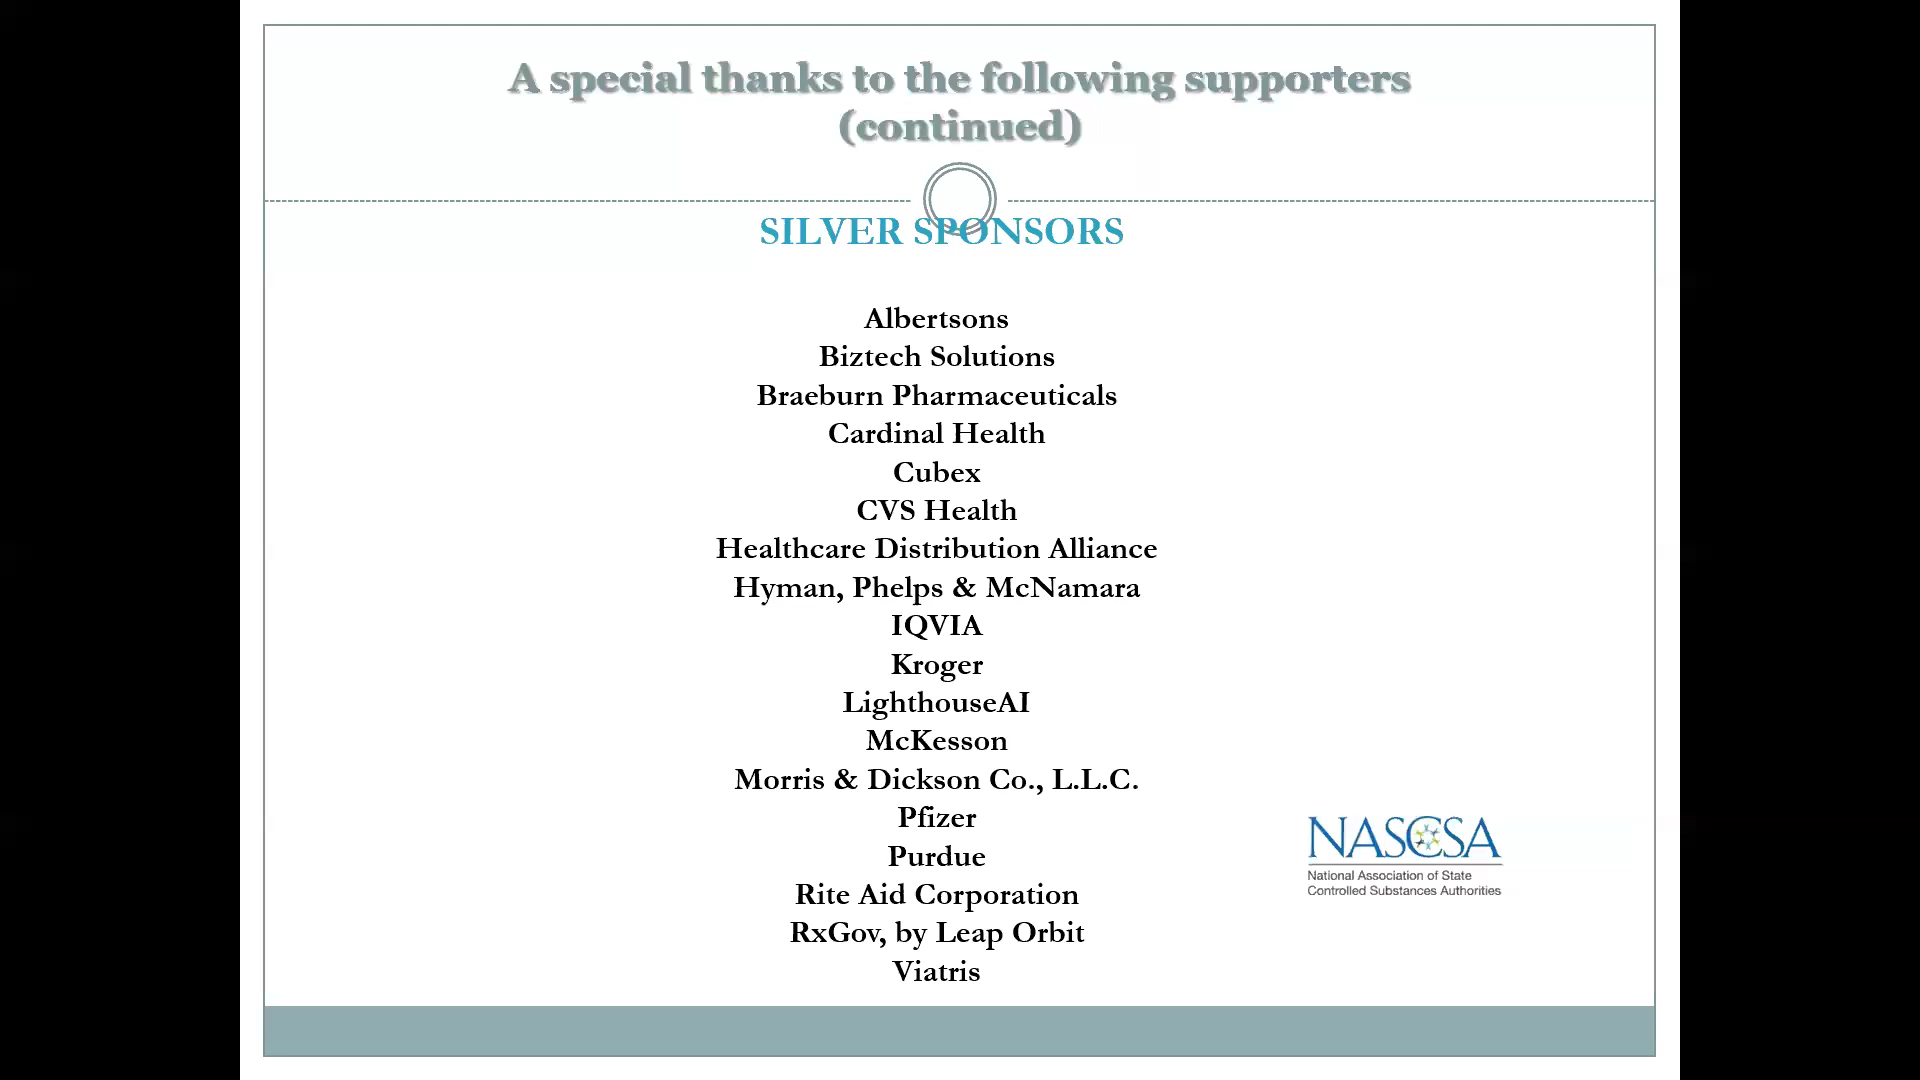 A special thanks to the following supporters
(continued)
SILVER SPONSORS
Albertsons
Biztech Solutions
Braeburn Pharmaceuticals
Cardinal Health
Cubex
CVS Health
Healthcare Distribution Alliance
Hyman, Phelps & McNamara
IQVIA
Kroger
LighthouseAI
McKesson
Morris & Dickson Co., L.L.C.
Pfizer
Purdue
Rite Aid Corporation
RxGov, by Leap Orbit
Viatris
NASCSA
National Association of State
Controlled Substances Authorities